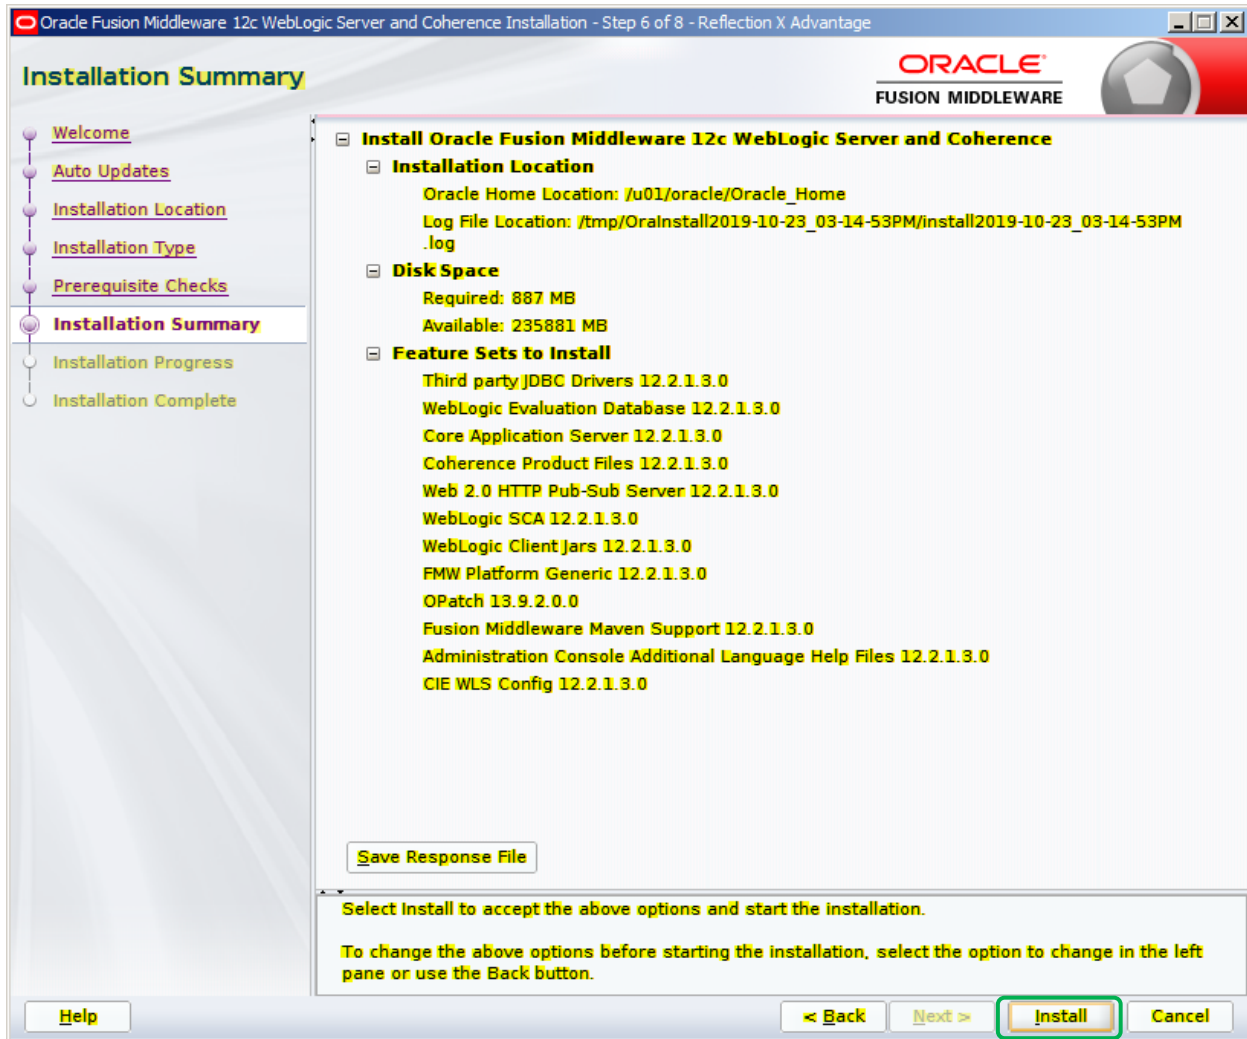 Oracle Fusion Middleware 12c WebLogic Server and Coherence Installation - Step 6 of 8 - Reflection X Advantage
Installation Summary
ORACLE
FUSION MIDDLEWARE
Welcome
Auto Updates
Installation Location
Installation Type
Prerequisite Checks
Installation Summary
Installation Progress
Installation Complete
Install Oracle Fusion Middleware 12c WebLogic Server and Coherence
Installation Location
Oracle Home Location: /u01/oracle/Oracle_Home
Log File Location: /tmp/OraInstall2019-10-23_03-14-53PM/install2019-10-23_03-14-53PM
.log
Disk Space
Required: 887 MB
Available: 235881 MB
Feature Sets to Install
Third party JDBC Drivers 12.2.1.3.0
WebLogic Evaluation Database 12.2.1.3.0
Core Application Server 12.2.1.3.0
Coherence Product Files 12.2.1.3.0
Web 2.0 HTTP Pub-Sub Server 12.2.1.3.0
WebLogic SCA 12.2.1.3.0
WebLogic Client Jars 12.2.1.3.0
FMW Platform Generic 12.2.1.3.0
OPatch 13.9.2.0.0
Fusion Middleware Maven Support 12.2.1.3.0
Administration Console Additional Language Help Files 12.2.1.3.0
CIE WLS Config 12.2.1.3.0
Save Response File
Select Install to accept the above options and start the installation.
To change the above options before starting the installation, select the option to change in the left
pane or use the Back button.
Help
< Back
Next >
Install
Cancel